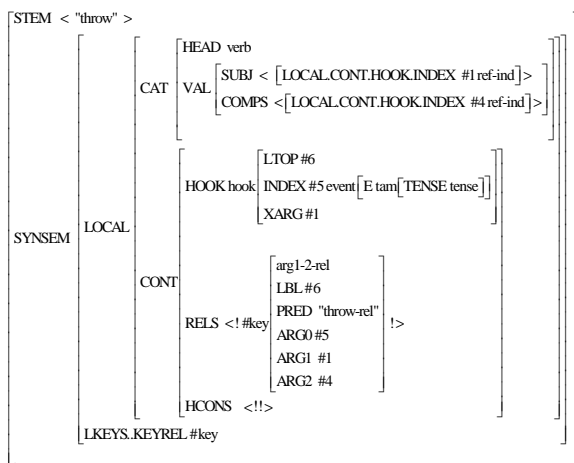 STEM < "throw" >
HEAD verb
SUBJ < [LOCAL.CONT.HOOK.INDEX #1 ref-ind]>
CAT VAL
COMPS <[LOCAL.CONT.HOOK.INDEX #4 ref-ind]>
LTOP #6
HOOK hook INDEX #5 event[E tam[TENSE tense]]
XARG #1
SYNSEM LOCAL
arg1-2-rel
CONT
LBL #6
PRED "throw-rel"
RELS <! #key !>
ARG0 #5
ARG1 #1
ARG2 #4
HCONS <!!>
LKEYS..KEYREL #key